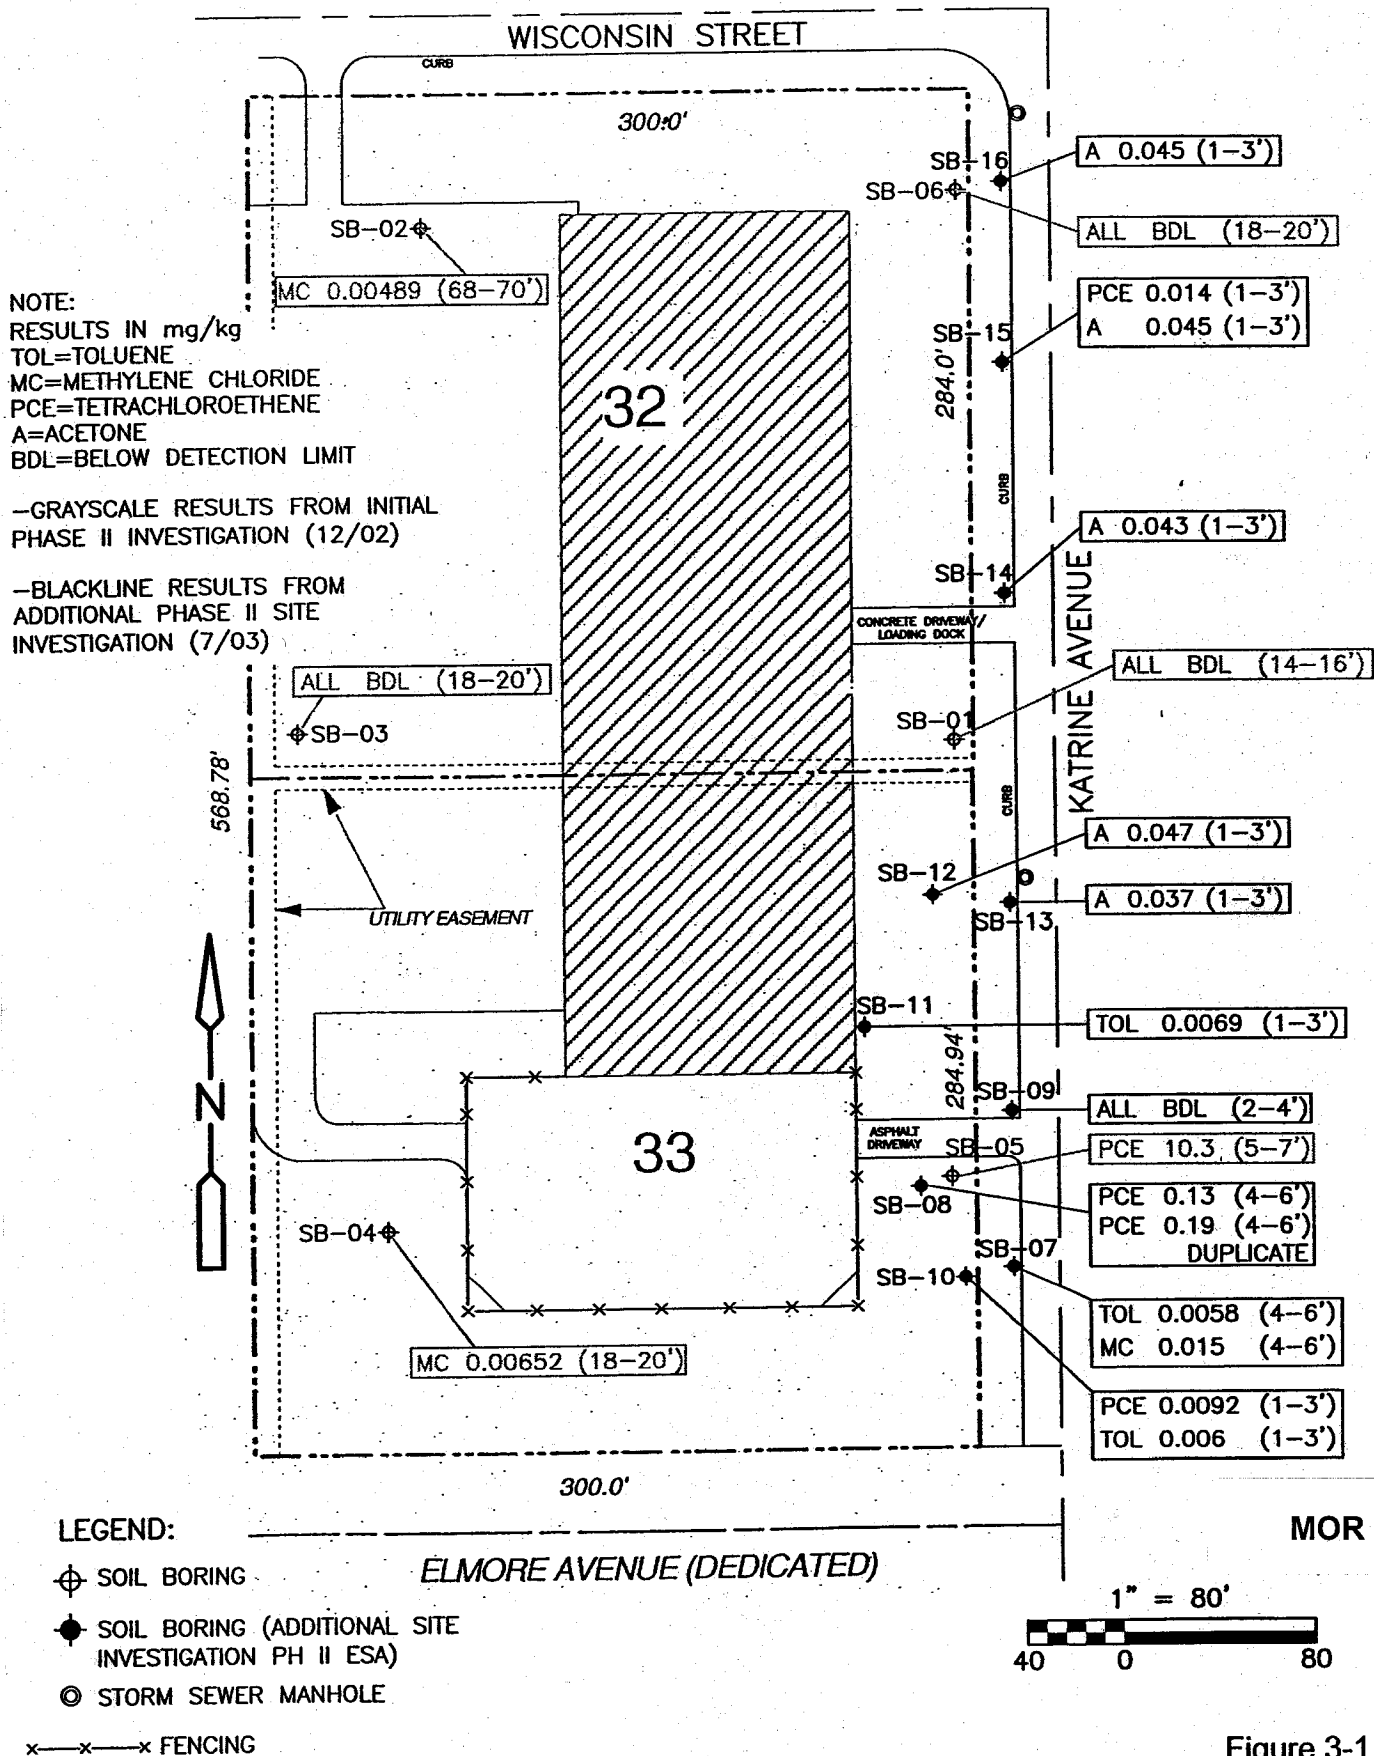 WISCONSIN STREET
CURB
300.0'
SB-16
A 0.045 (1-3')
SB-06
ALL BDL (18-20')
SB-02
MC 0.00489 (68-70')
PCE 0.014 (1-3')
A 0.045 (1-3')
SB-15
284.0'
NOTE:
RESULTS IN mg/kg
TOL=TOLUENE
MC=METHYLENE CHLORIDE
PCE=TETRACHLOROETHENE
A=ACETONE
BDL=BELOW DETECTION LIMIT
-GRAYSCALE RESULTS FROM INITIAL
PHASE II INVESTIGATION (12/02)
-BLACKLINE RESULTS FROM
ADDITIONAL PHASE II SITE
INVESTIGATION (7/03)
32
CURB
A 0.043 (1-3')
SB-14
CONCRETE DRIVEWAY/
LOADING DOCK
KATRINE AVENUE
ALL BDL (14-16')
ALL BDL (18-20')
SB-03
SB-01
568.78'
CURB
A 0.047 (1-3')
SB-12
A 0.037 (1-3')
SB-13
UTILITY EASEMENT
SB-11
TOL 0.0069 (1-3')
284.94'
SB-09
ALL BDL (2-4')
N
ASPHALT
DRIVEWAY
SB-05
PCE 10.3 (5-7')
33
SB-08
PCE 0.13 (4-6')
PCE 0.19 (4-6')
DUPLICATE
SB-04
SB-07
SB-10
TOL 0.0058 (4-6')
MC 0.015 (4-6')
MC 0.00652 (18-20')
PCE 0.0092 (1-3')
TOL 0.006 (1-3')
300.0'
LEGEND:
SOIL BORING
SOIL BORING (ADDITIONAL SITE
INVESTIGATION PH II ESA)
STORM SEWER MANHOLE
FENCING
ELMORE AVENUE (DEDICATED)
MOR
1" = 80'
40 0 80
Figure 3-1